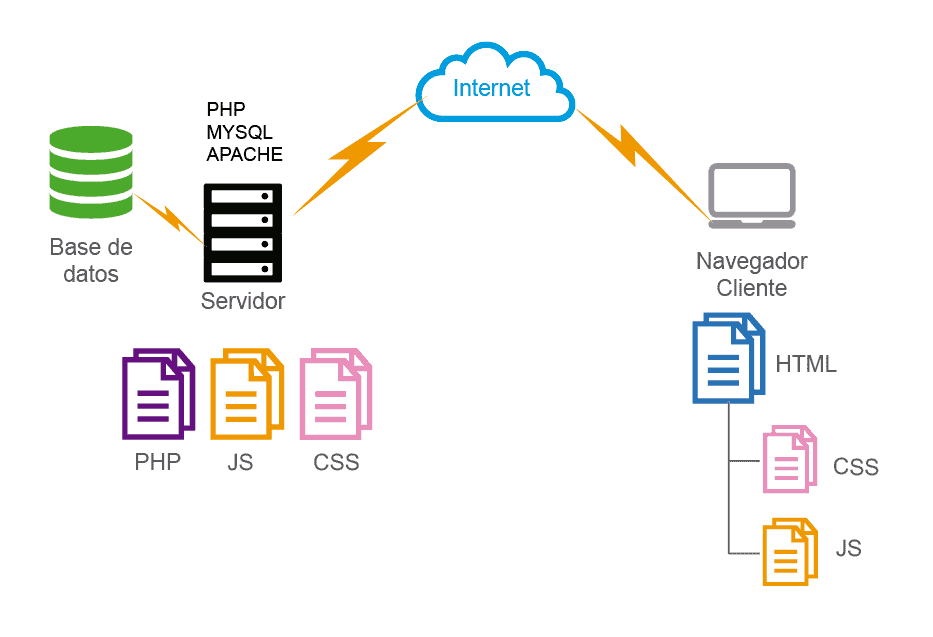 Internet
PHP
MYSQL
APACHE
Base de
datos
Servidor
Navegador
Cliente
PHP
JS
CSS
HTML
CSS
JS